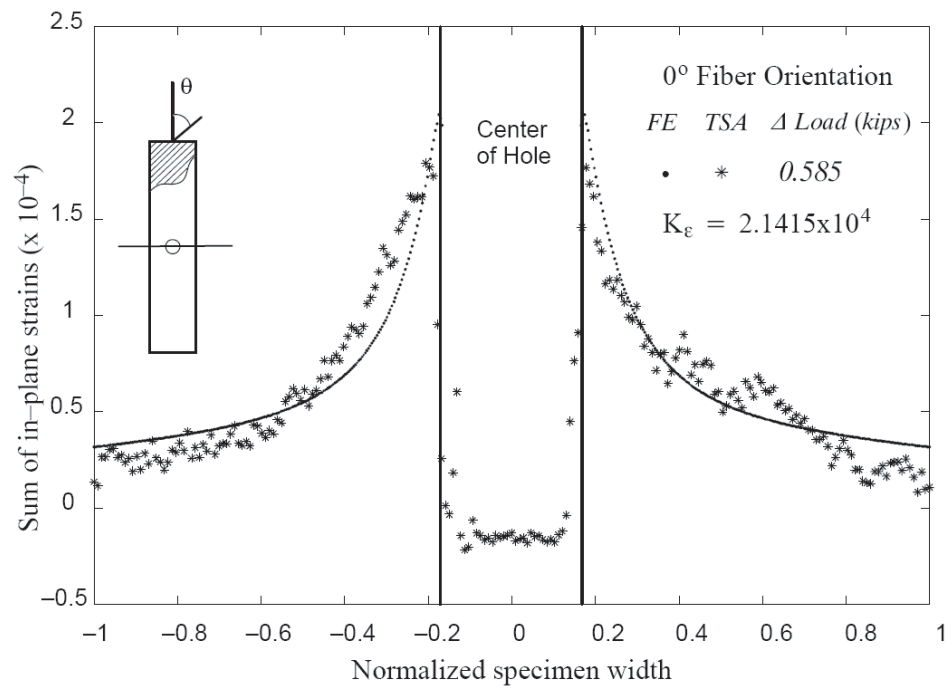 2.5
2
1.5
1
0.5
0
–0.5
Sum of in–plane strains (x 10⁻⁴)
θ
Center
of Hole
0° Fiber Orientation
FE TSA Δ Load (kips)
• * 0.585
Kε = 2.1415x10⁴
–1 –0.8 –0.6 –0.4 –0.2 0 0.2 0.4 0.6 0.8 1
Normalized specimen width